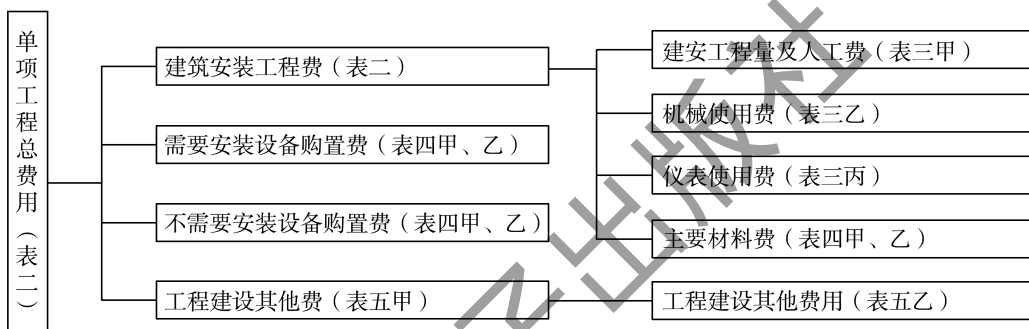 单项工程总费用（表二）
建筑安装工程费（表二）
需要安装设备购置费（表四甲、乙）
不需要安装设备购置费（表四甲、乙）
工程建设其他费（表五甲）
建安工程量及人工费（表三甲）
机械使用费（表三乙）
仪表使用费（表三丙）
主要材料费（表四甲、乙）
工程建设其他费用（表五乙）
子出版社